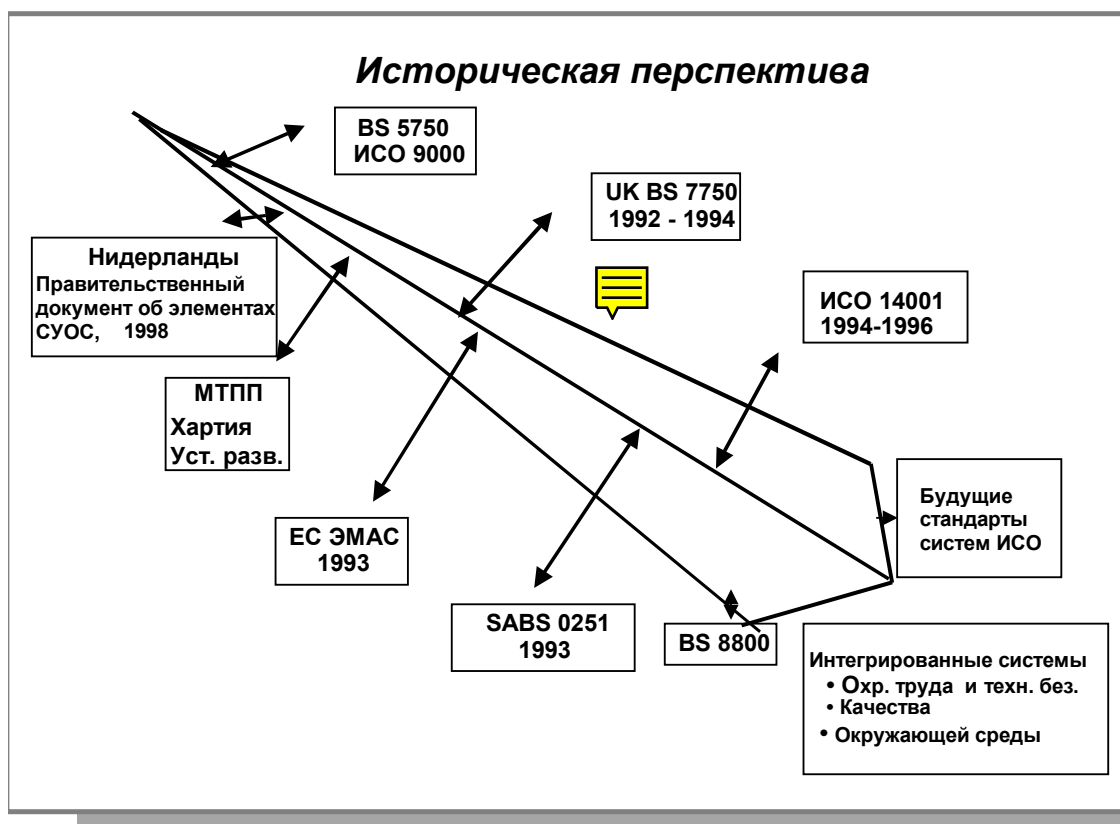 Историческая перспектива
BS 5750
ИСО 9000
UK BS 7750
1992 - 1994
Нидерланды
Правительственный
документ об элементах
СУОС, 1998
ИСО 14001
1994-1996
МТПП
Хартия
Уст. разв.
Будущие
стандарты
систем ИСО
ЕС ЭМАС
1993
SABS 0251
1993
BS 8800
Интегрированные системы
• Охр. труда и техн. без.
• Качества
• Окружающей среды